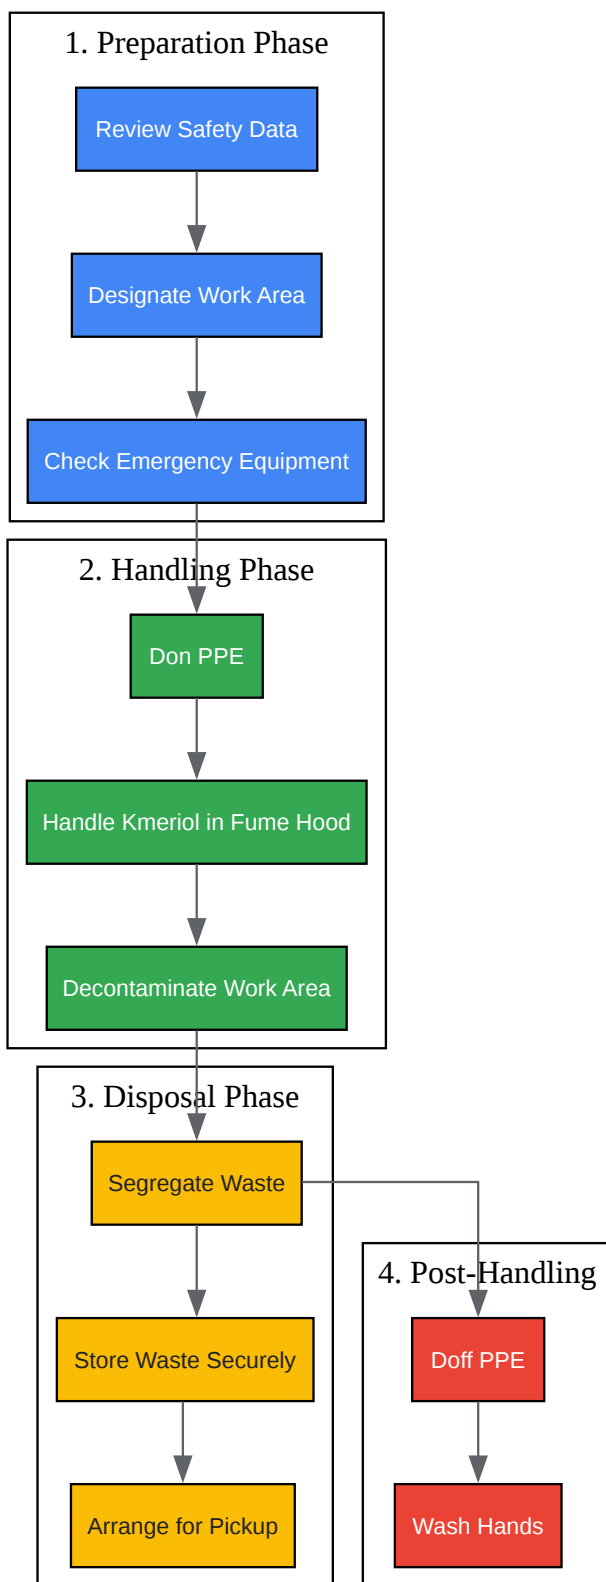 1. Preparation Phase
Review Safety Data
Designate Work Area
Check Emergency Equipment
2. Handling Phase
Don PPE
Handle Kmeriol in Fume Hood
Decontaminate Work Area
3. Disposal Phase
Segregate Waste
Store Waste Securely
Arrange for Pickup
4. Post-Handling
Doff PPE
Wash Hands